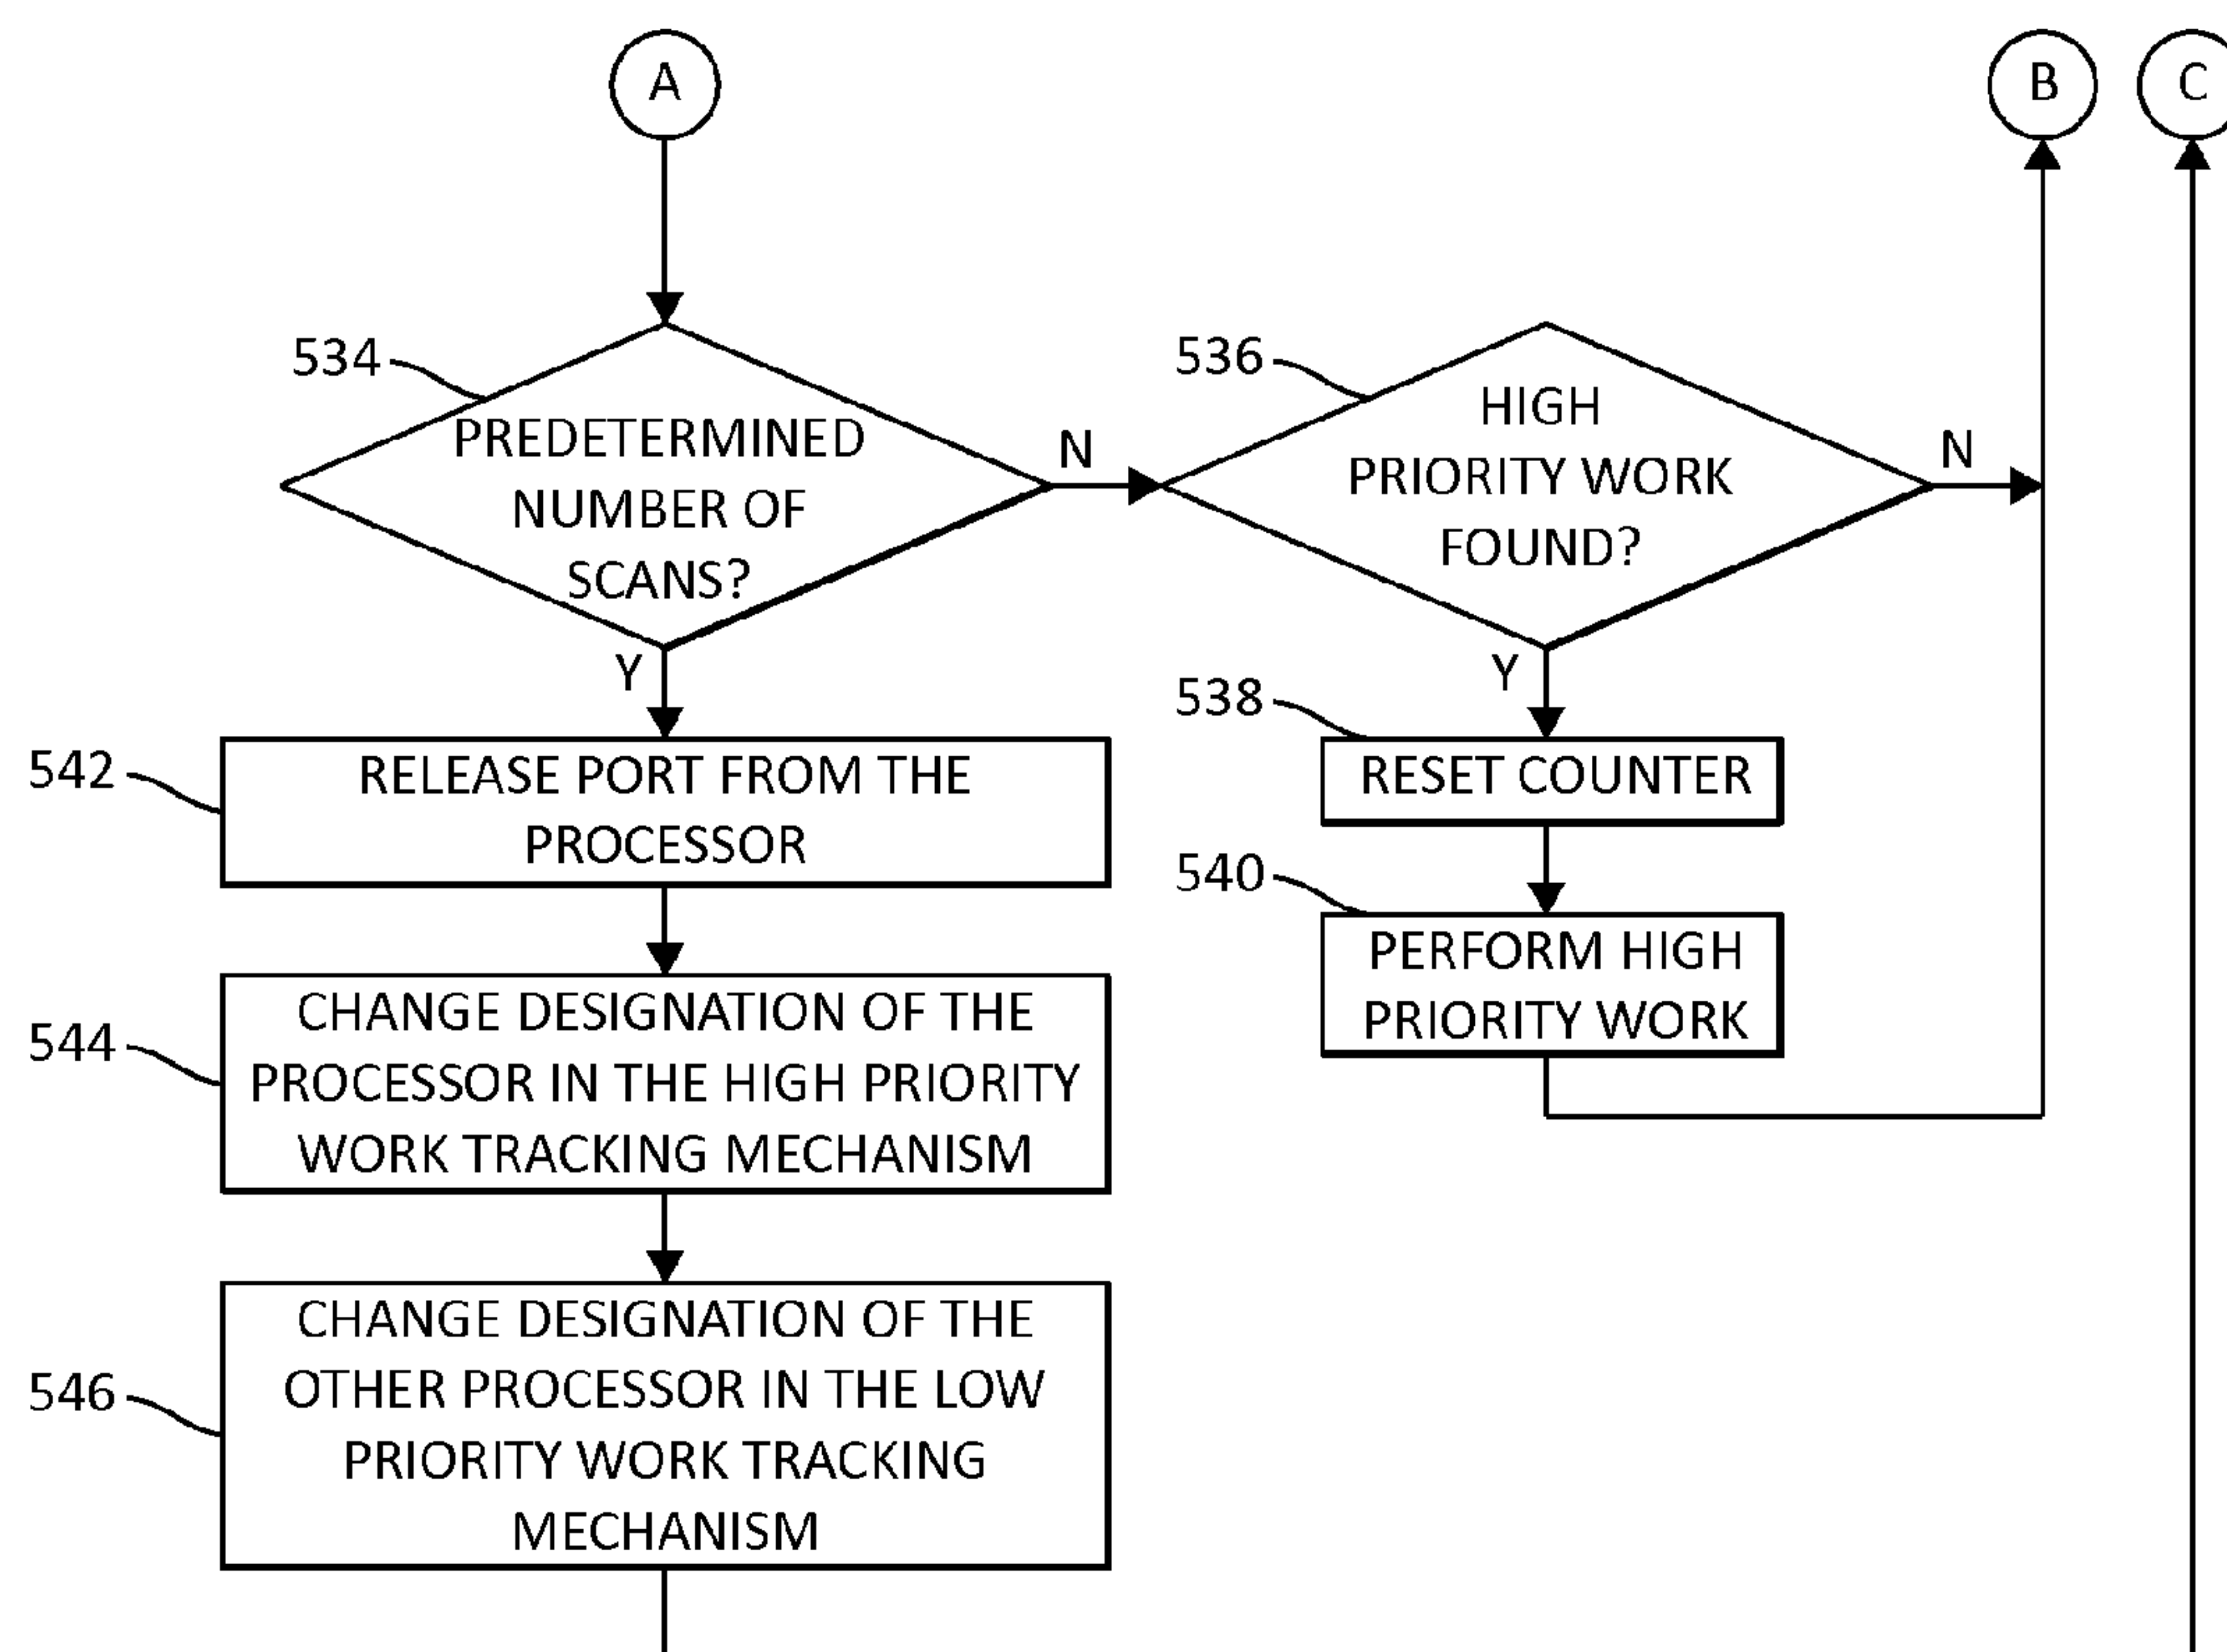 A
B
C
534
PREDETERMINED
NUMBER OF
SCANS?
N
Y
536
HIGH
PRIORITY WORK
FOUND?
N
Y
538
RESET COUNTER
540
PERFORM HIGH
PRIORITY WORK
542
RELEASE PORT FROM THE
PROCESSOR
544
CHANGE DESIGNATION OF THE
PROCESSOR IN THE HIGH PRIORITY
WORK TRACKING MECHANISM
546
CHANGE DESIGNATION OF THE
OTHER PROCESSOR IN THE LOW
PRIORITY WORK TRACKING
MECHANISM